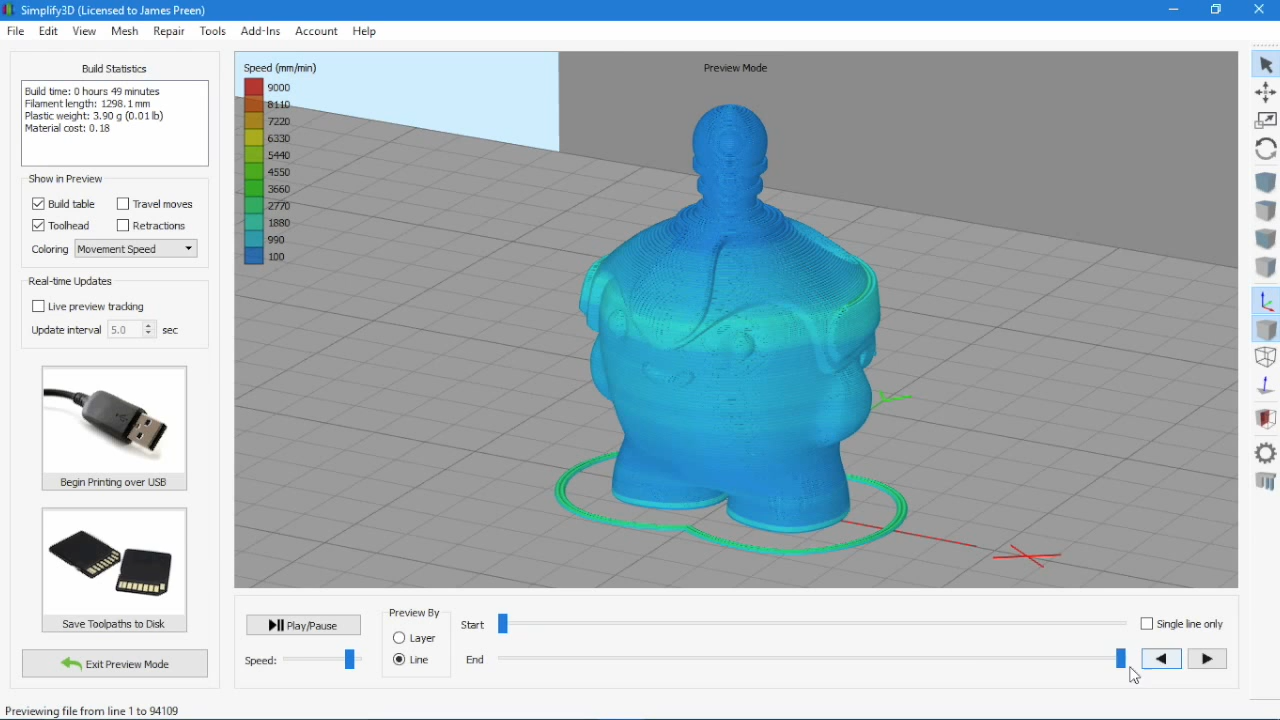 Simplify3D (Licensed to James Preen)
File Edit View Mesh Repair Tools Add-Ins Account Help
Build Statistics
Build time: 0 hours 49 minutes
Filament length: 1298.1 mm
Plastic weight: 3.90 g (0.01 lb)
Material cost: 0.18
Show in Preview
Build table
Travel moves
Toolhead
Retractions
Coloring
Movement Speed
Real-time Updates
Live preview tracking
Update interval 5.0 sec
Begin Printing over USB
Save Toolpaths to Disk
Exit Preview Mode
Speed (mm/min)
9000
8110
7220
6330
5440
4550
3660
2770
1880
990
100
Preview Mode
Play/Pause
Speed:
Preview By
Layer
Line
Start
End
Single line only
Previewing file from line 1 to 94109